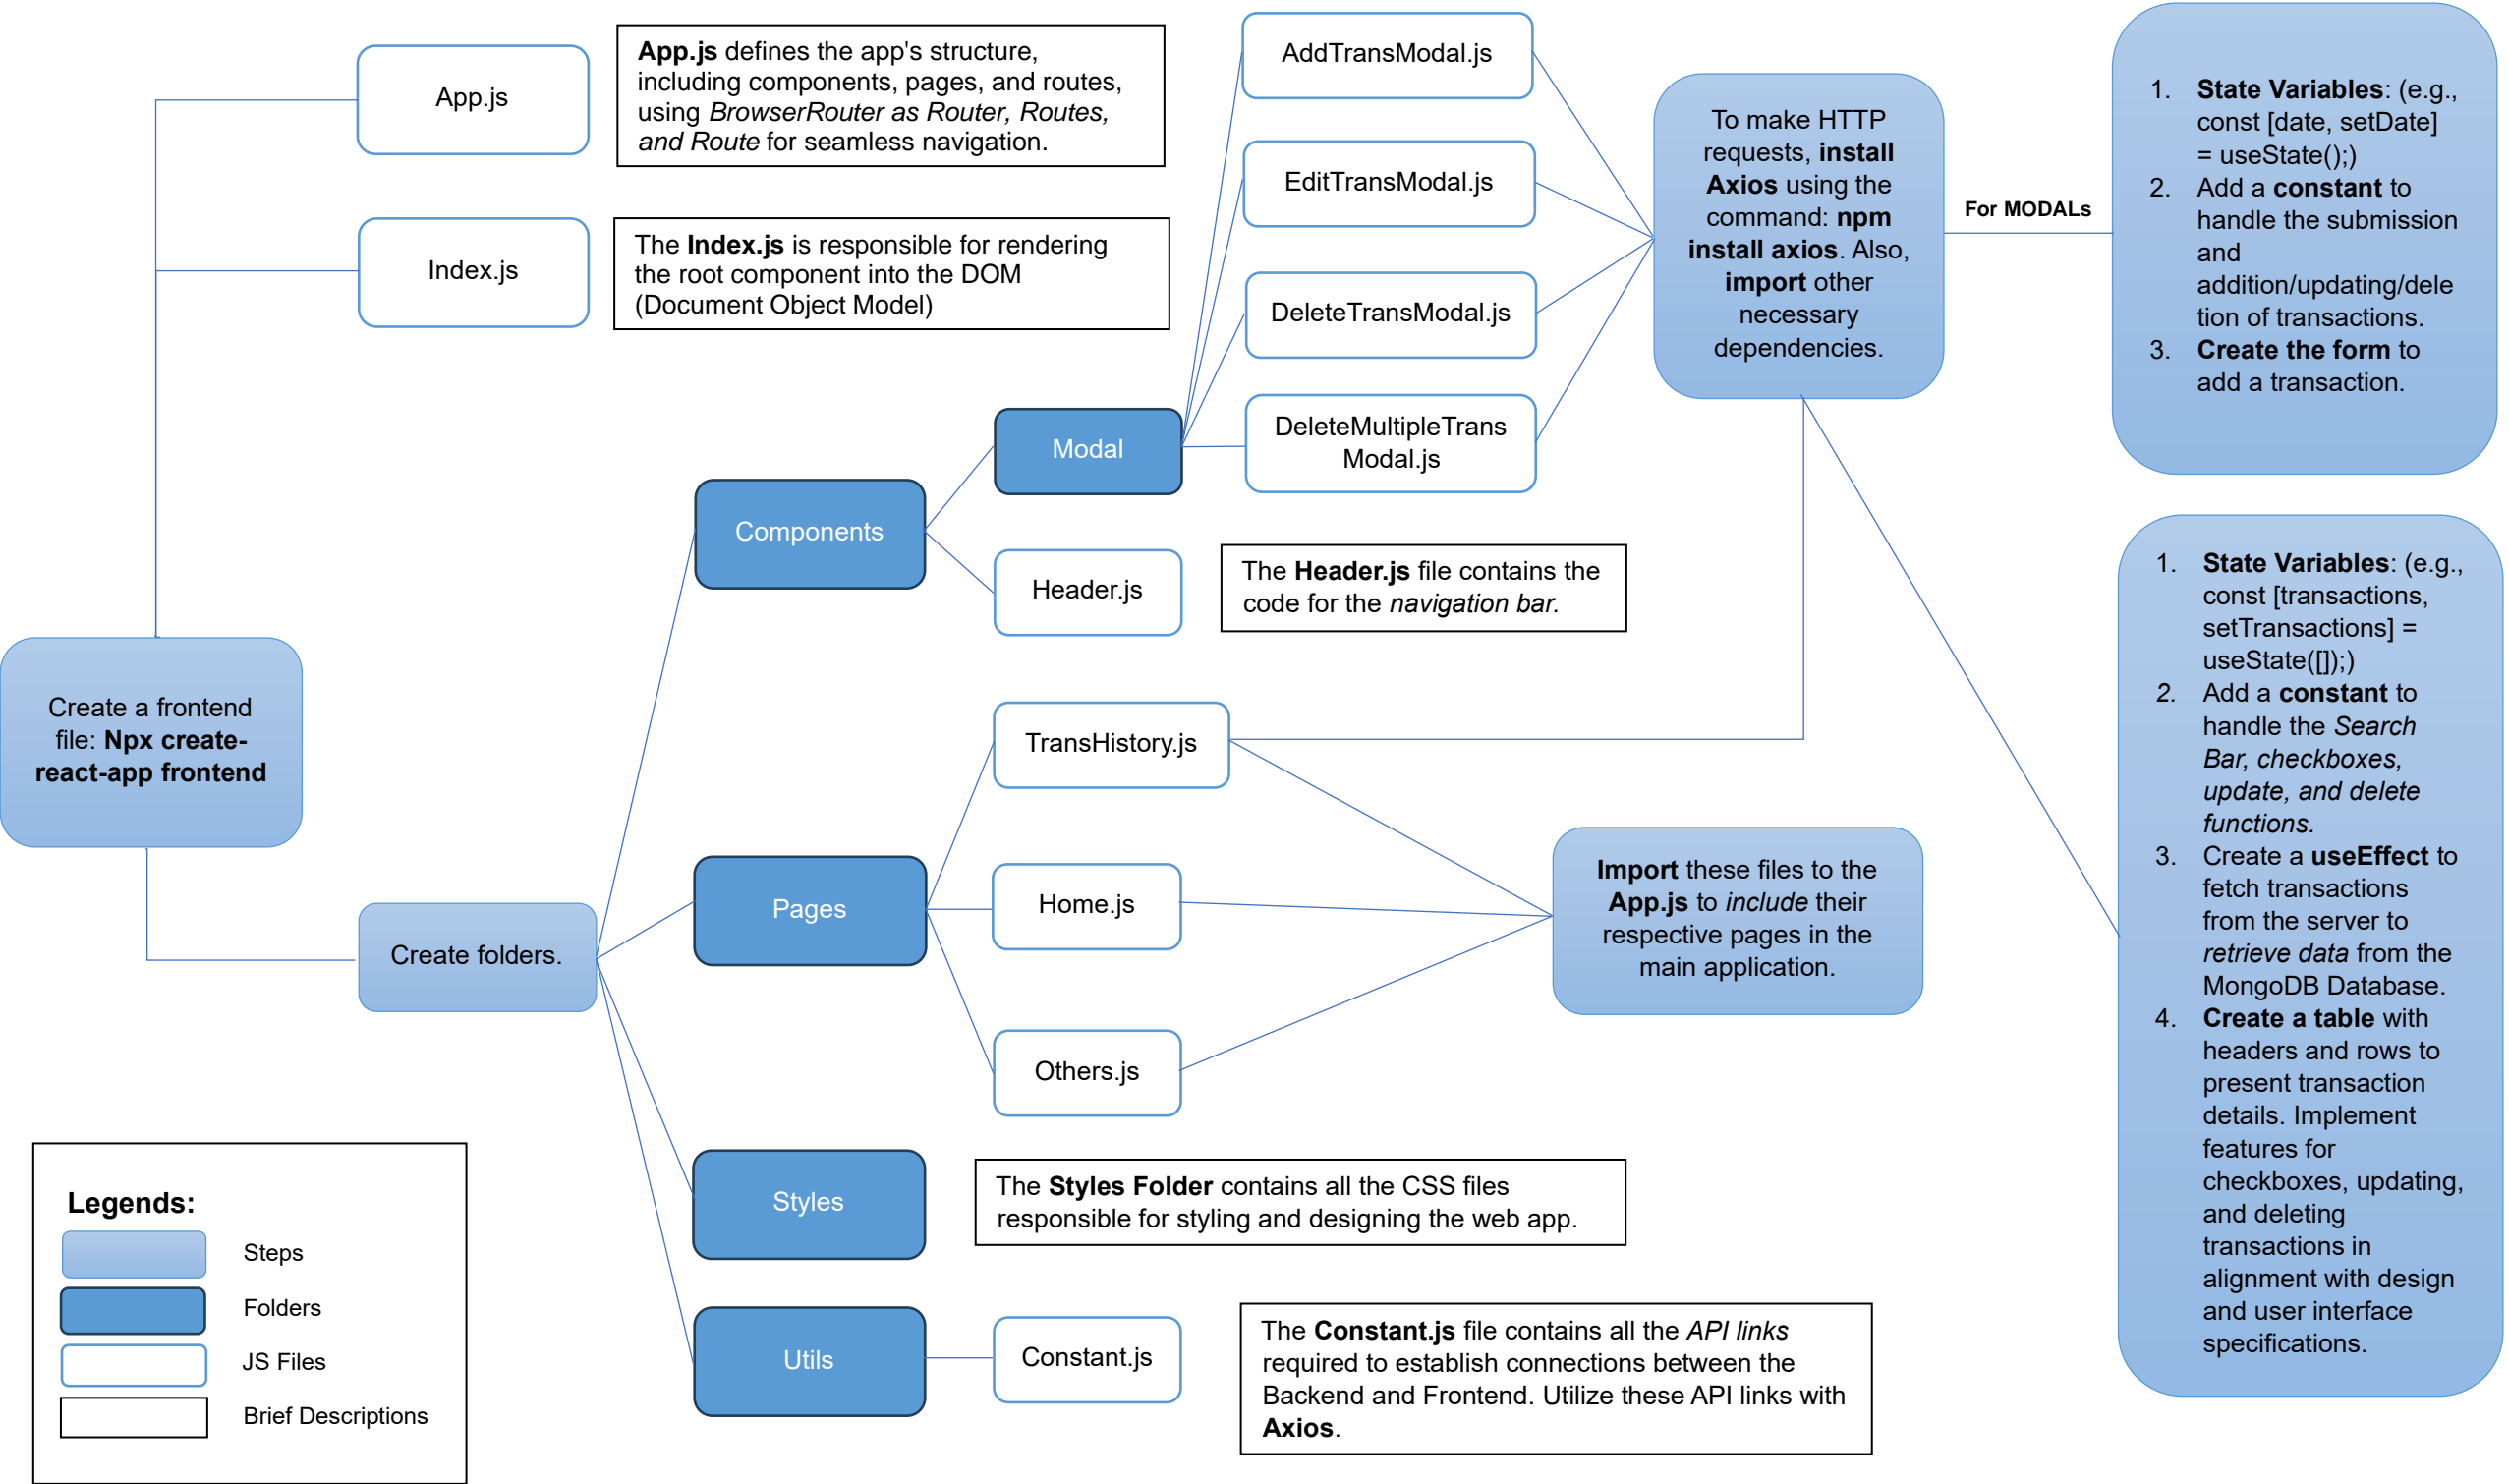 App.js
App.js defines the app's structure,
including components, pages, and routes,
using BrowserRouter as Router, Routes,
and Route for seamless navigation.
Index.js
The Index.js is responsible for rendering
the root component into the DOM
(Document Object Model)
AddTransModal.js
EditTransModal.js
DeleteTransModal.js
DeleteMultipleTrans
Modal.js
To make HTTP
requests, install
Axios using the
command: npm
install axios. Also,
import other
necessary
dependencies.
For MODALs
1. State Variables: (e.g.,
const [date, setDate]
= useState();)
2. Add a constant to
handle the submission
and
addition/updating/dele
tion of transactions.
3. Create the form to
add a transaction.
Modal
Components
Header.js
The Header.js file contains the
code for the navigation bar.
1. State Variables: (e.g.,
const [transactions,
setTransactions] =
useState([]);)
2. Add a constant to
handle the Search
Bar, checkboxes,
update, and delete
functions.
3. Create a useEffect to
fetch transactions
from the server to
retrieve data from the
MongoDB Database.
4. Create a table with
headers and rows to
present transaction
details. Implement
features for
checkboxes, updating,
and deleting
transactions in
alignment with design
and user interface
specifications.
Create a frontend
file: Npx create-
react-app frontend
Create folders.
Pages
TransHistory.js
Home.js
Others.js
Import these files to the
App.js to include their
respective pages in the
main application.
Styles
The Styles Folder contains all the CSS files
responsible for styling and designing the web app.
Utils
Constant.js
The Constant.js file contains all the API links
required to establish connections between the
Backend and Frontend. Utilize these API links with
Axios.
Legends:
Steps
Folders
JS Files
Brief Descriptions